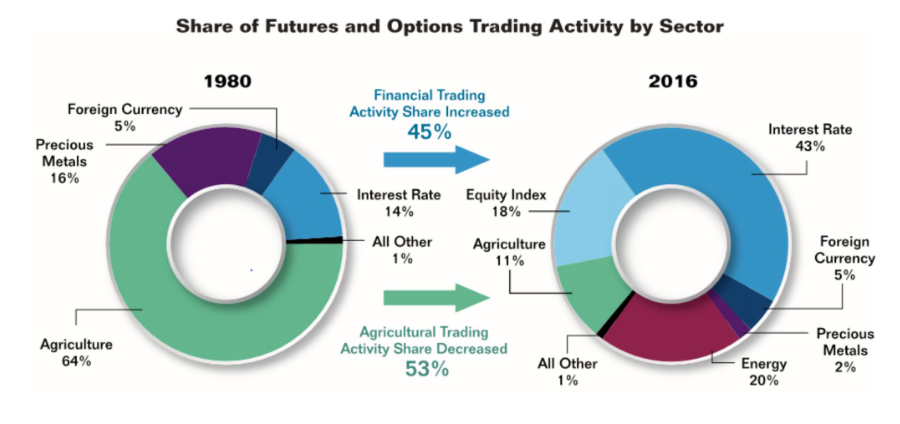 Share of Futures and Options Trading Activity by Sector
1980
Foreign Currency
5%
Precious
Metals
16%
Interest Rate
14%
All Other
1%
Agriculture
64%
Financial Trading
Activity Share Increased
45%
Agricultural Trading
Activity Share Decreased
53%
2016
Interest Rate
43%
Equity Index
18%
Agriculture
11%
Foreign
Currency
5%
Precious
Metals
2%
Energy
20%
All Other
1%